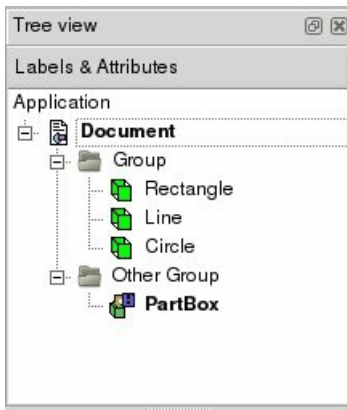 Tree view
Labels & Attributes
Application
Document
Group
Rectangle
Line
Circle
Other Group
PartBox